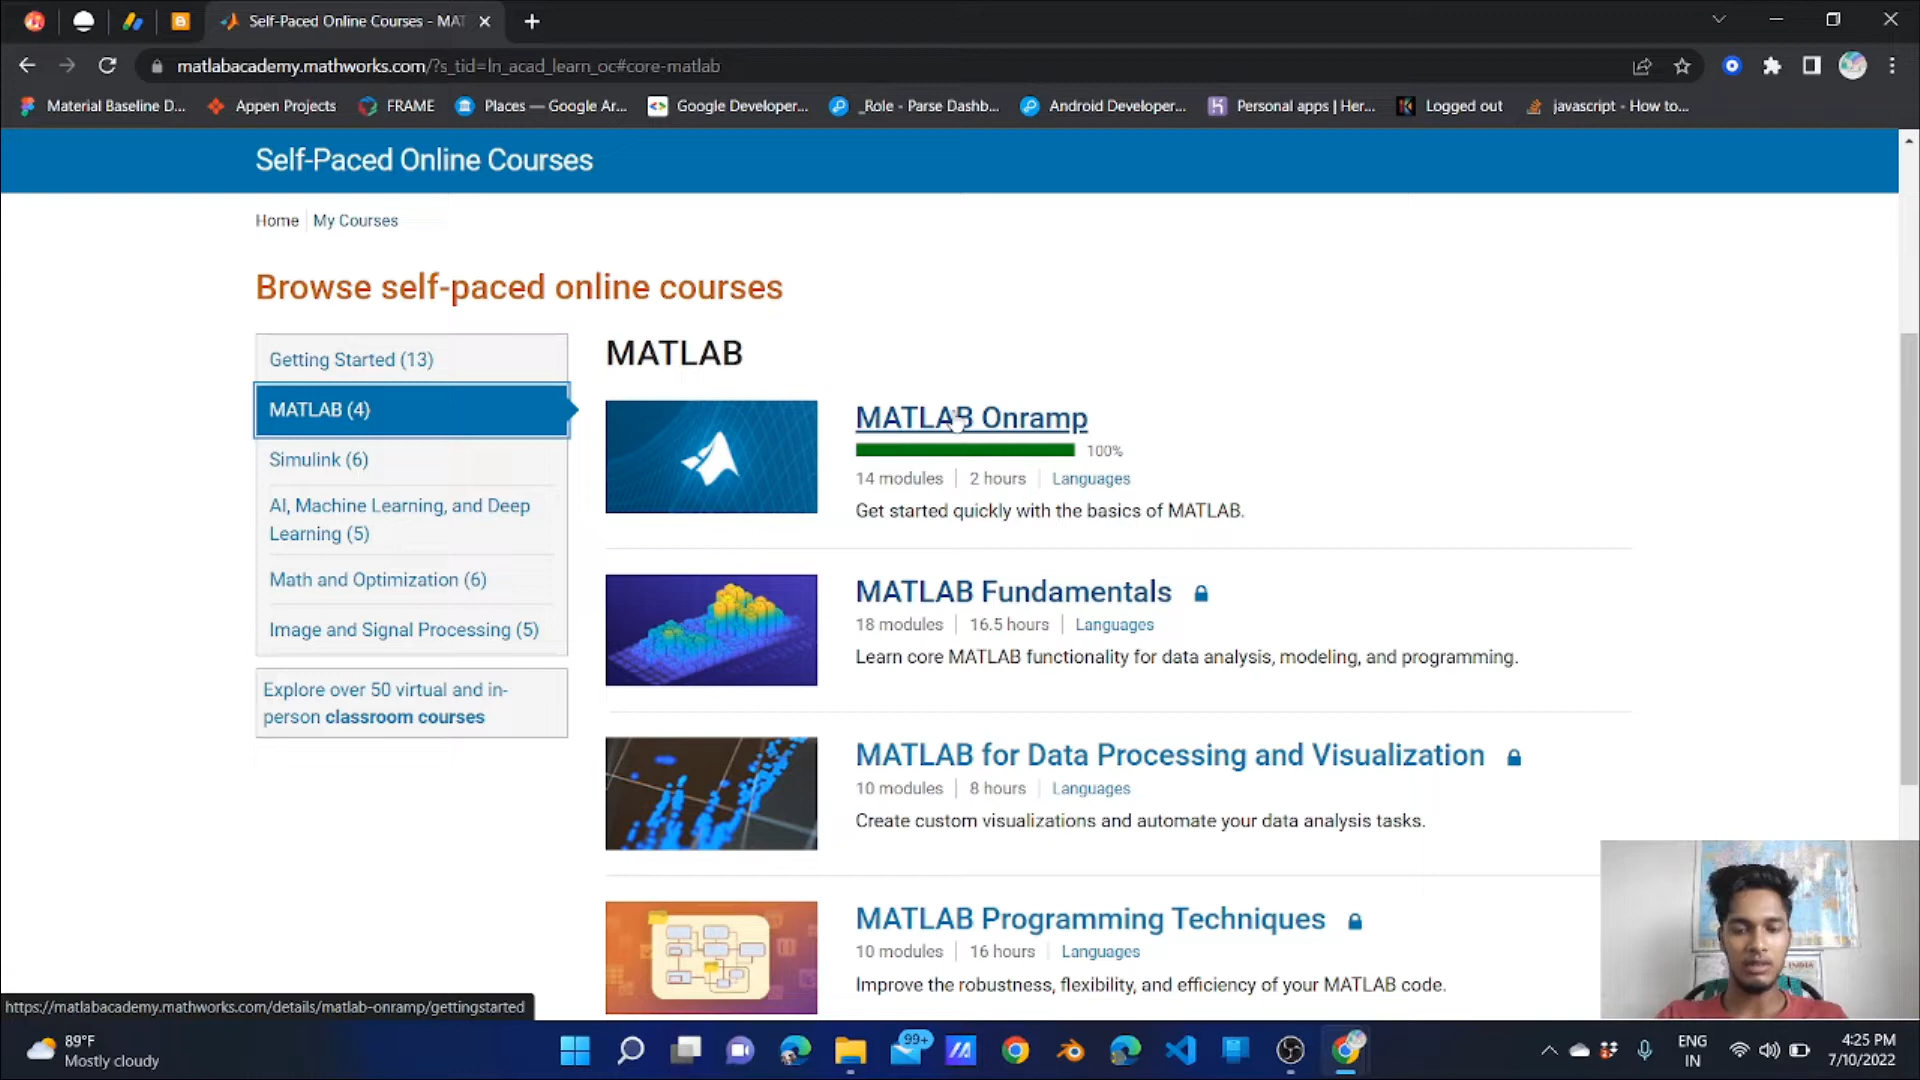 Self-Paced Online Courses - MAT
matlabacademy.mathworks.com/?s_tid=ln_acad_learn_oc#core-matlab
Material Baseline D... Appen Projects FRAME Places — Google Ar... Google Developer... _Role - Parse Dashb... Android Developer... Personal apps | Her... Logged out javascript - How to...
Self-Paced Online Courses
Home My Courses
Browse self-paced online courses
Getting Started (13)
MATLAB (4)
Simulink (6)
AI, Machine Learning, and Deep
Learning (5)
Math and Optimization (6)
Image and Signal Processing (5)
Explore over 50 virtual and in-
person classroom courses
MATLAB
MATLAB Onramp
100%
14 modules 2 hours Languages
Get started quickly with the basics of MATLAB.
MATLAB Fundamentals
18 modules 16.5 hours Languages
Learn core MATLAB functionality for data analysis, modeling, and programming.
MATLAB for Data Processing and Visualization
10 modules 8 hours Languages
Create custom visualizations and automate your data analysis tasks.
MATLAB Programming Techniques
10 modules 16 hours Languages
Improve the robustness, flexibility, and efficiency of your MATLAB code.
https://matlabacademy.mathworks.com/details/matlab-onramp/gettingstarted
89°F
Mostly cloudy
99+
ENG
IN
4:25 PM
7/10/2022